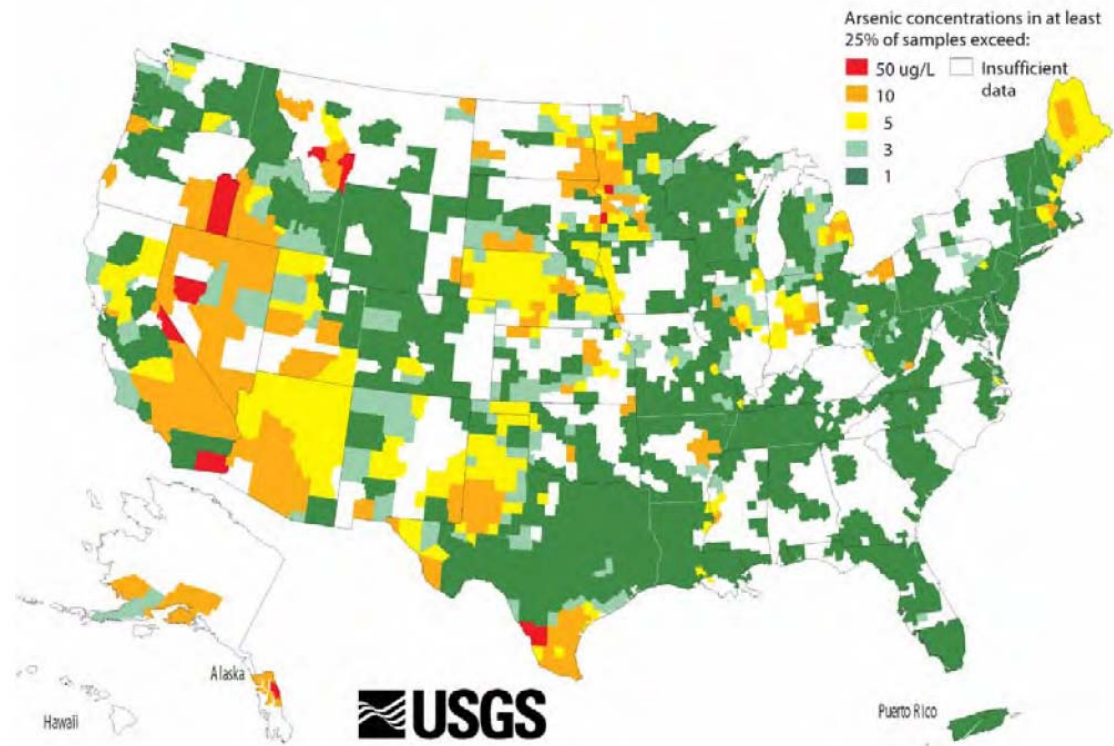 Arsenic concentrations in at least
25% of samples exceed:
50 ug/L Insufficient
10 data
5
3
1
Alaska
Hawaii
USGS
Puerto Rico